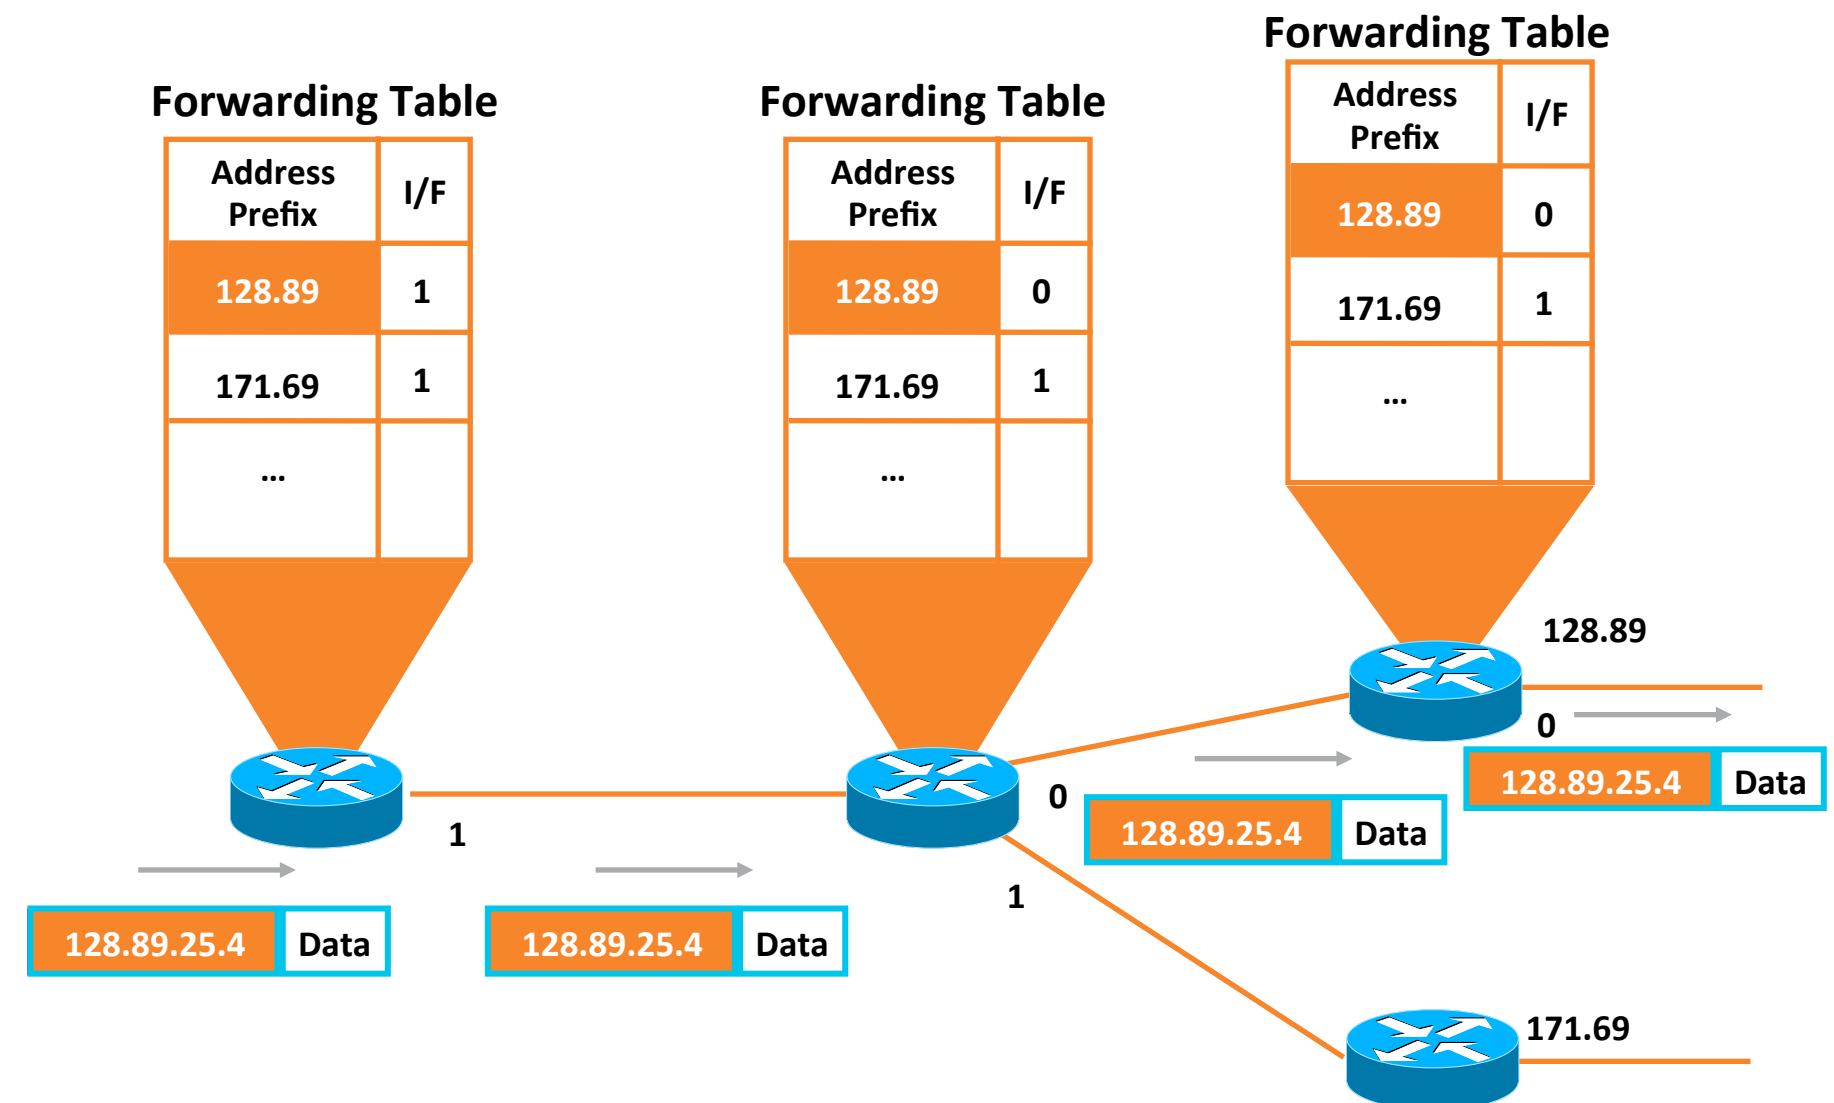 Forwarding Table
Address
Prefix
I/F
128.89
1
171.69
1
...
Forwarding Table
Address
Prefix
I/F
128.89
0
171.69
1
...
Forwarding Table
Address
Prefix
I/F
128.89
0
171.69
1
...
128.89
0
128.89.25.4 Data
0
128.89.25.4 Data
1
1
128.89.25.4 Data
128.89.25.4 Data
171.69